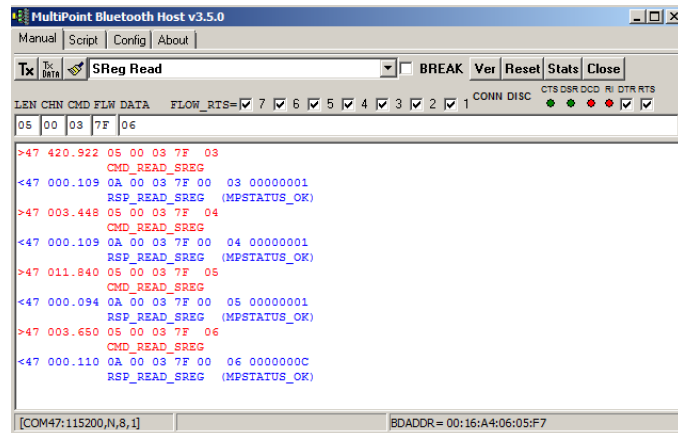 MultiPoint Bluetooth Host v3.5.0
Manual Script Config About
Tx Tx DATA SReg Read BREAK Ver Reset Stats Close
LEN CHN CMD FLW DATA FLOW_RTS= 7 6 5 4 3 2 1 CONN DISC CTS DSR DCD RI DTR RTS
05 00 03 7F 06
>47 420.922 05 00 03 7F 03
CMD_READ_SREG
<47 000.109 0A 00 03 7F 00 03 00000001
RSP_READ_SREG (MPSTATUS_OK)
>47 003.448 05 00 03 7F 04
CMD_READ_SREG
<47 000.109 0A 00 03 7F 00 04 00000001
RSP_READ_SREG (MPSTATUS_OK)
>47 011.840 05 00 03 7F 05
CMD_READ_SREG
<47 000.094 0A 00 03 7F 00 05 00000001
RSP_READ_SREG (MPSTATUS_OK)
>47 003.650 05 00 03 7F 06
CMD_READ_SREG
<47 000.110 0A 00 03 7F 00 06 0000000C
RSP_READ_SREG (MPSTATUS_OK)
[COM47:115200,N,8,1] BDADDR= 00:16:A4:06:05:F7